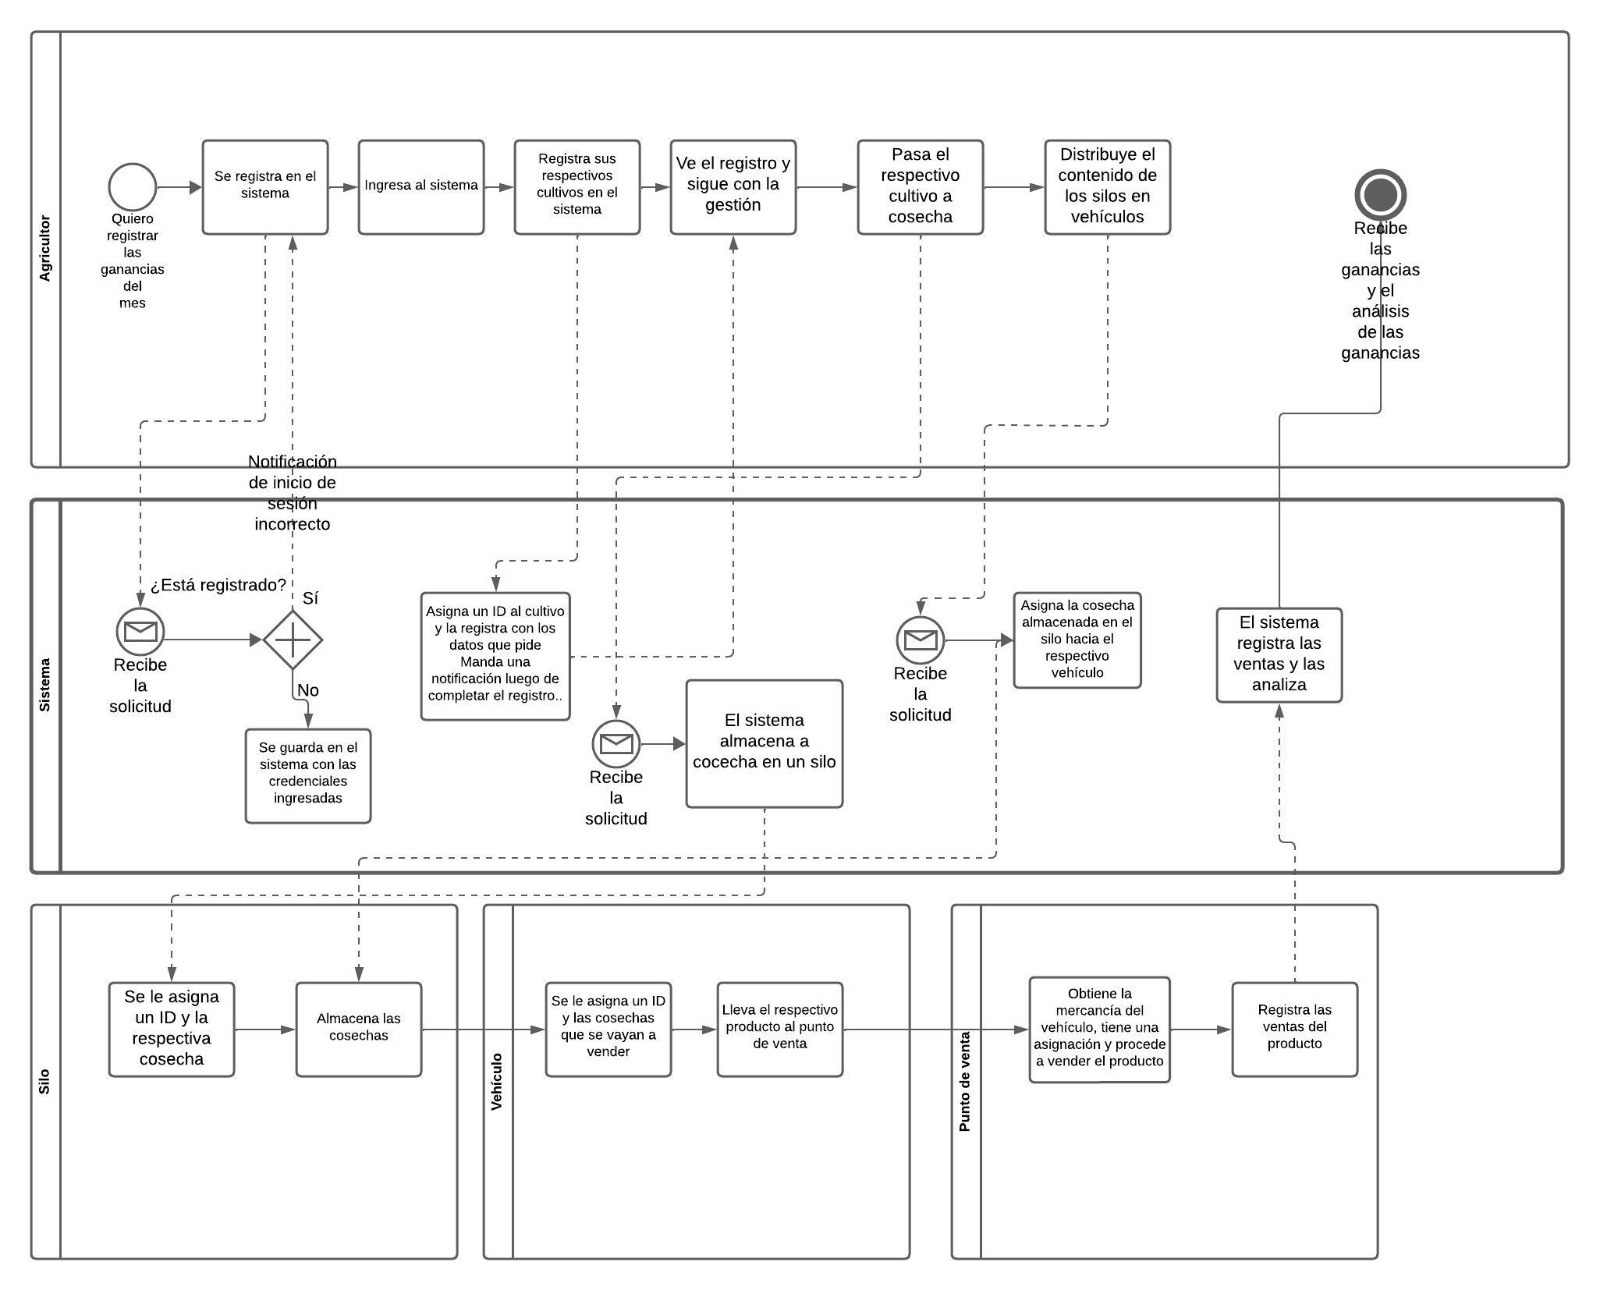 Agricultor
Quiero
registrar
las
ganancias
del
mes
Se registra en el
sistema
Ingresa al sistema
Registra sus
respectivos
cultivos en el
sistema
Ve el registro y
sigue con la
gestión
Pasa el
respectivo
cultivo a
cosecha
Distribuye el
contenido de
los silos en
vehículos
Recibe
las
ganancias
y el
análisis
de las
ganancias
Notificación
de inicio de
sesión
incorrecto
Sistema
¿Está registrado?
Sí
No
Recibe
la
solicitud
Se guarda en el
sistema con las
credenciales
ingresadas
Asigna un ID al cultivo
y la registra con los
datos que pide
Manda una
notificación luego de
completar el registro..
Recibe
la
solicitud
El sistema
almacena a
cocecha en un silo
Recibe
la
solicitud
Asigna la cosecha
almacenada en el
silo hacia el
respectivo
vehículo
El sistema
registra las
ventas y las
analiza
Silo
Se le asigna
un ID y la
respectiva
cosecha
Almacena las
cosechas
Vehículo
Se le asigna un ID
y las cosechas
que se vayan a
vender
Lleva el respectivo
producto al punto
de venta
Punto de venta
Obtiene la
mercancía del
vehículo, tiene una
asignación y procede
a vender el producto
Registra las
ventas del
producto